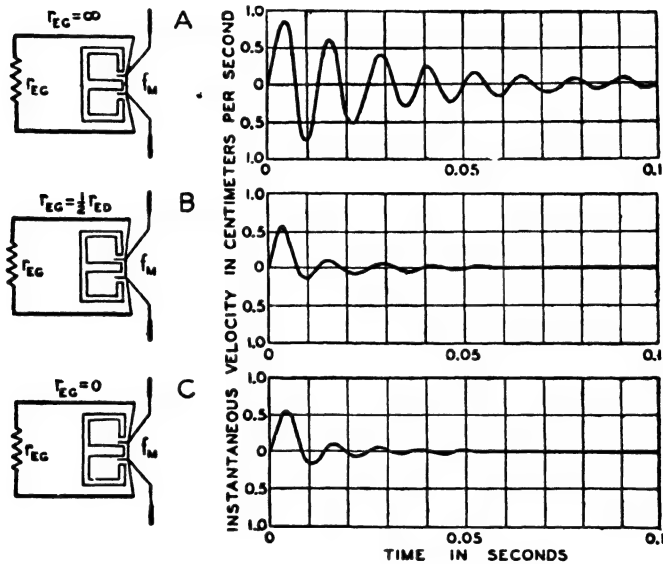 r_EG = ∞
A
r_EG
f_M
r_EG = ½ r_ED
B
r_EG
f_M
r_EG = 0
C
r_EG
f_M
INSTANTANEOUS VELOCITY IN CENTIMETERS PER SECOND
1.0
0.5
0
0.5
1.0
0
0.05
0.1
1.0
0.5
0
0.5
1.0
0
0.05
0.1
1.0
0.5
0
0.5
1.0
0
0.05
0.1
TIME IN SECONDS